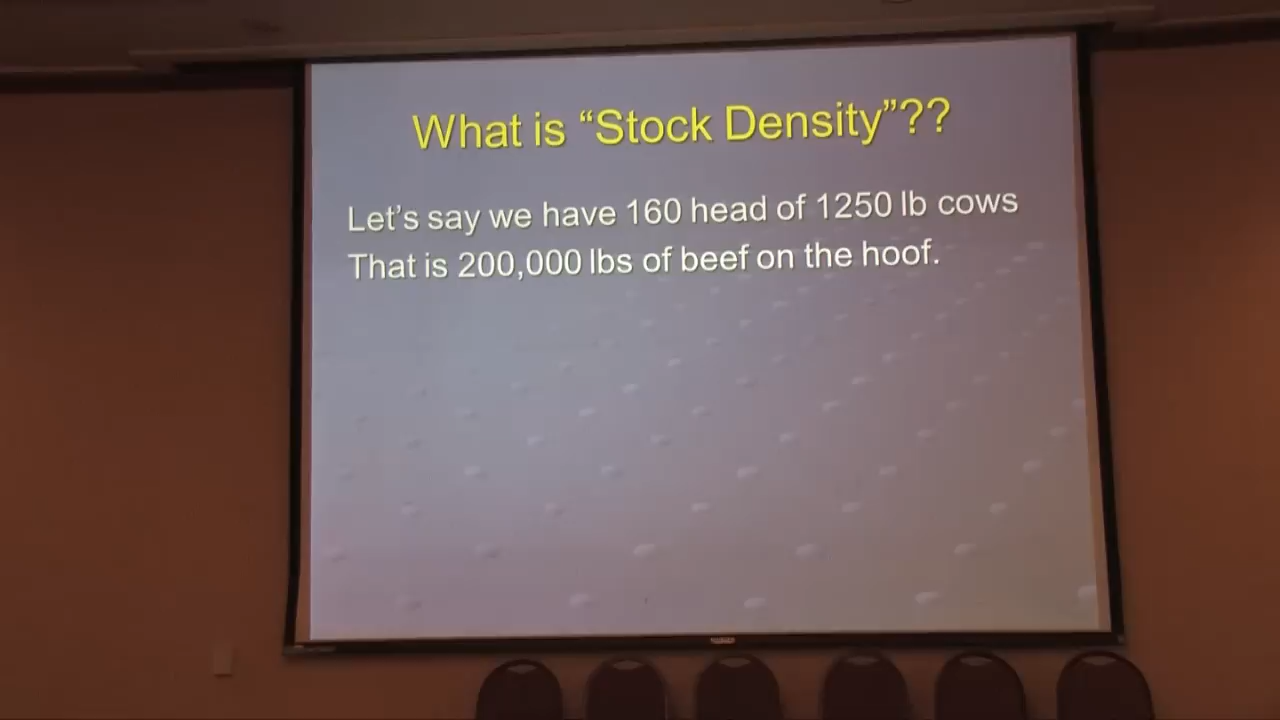 What is “Stock Density”??
Let’s say we have 160 head of 1250 lb cows
That is 200,000 lbs of beef on the hoof.